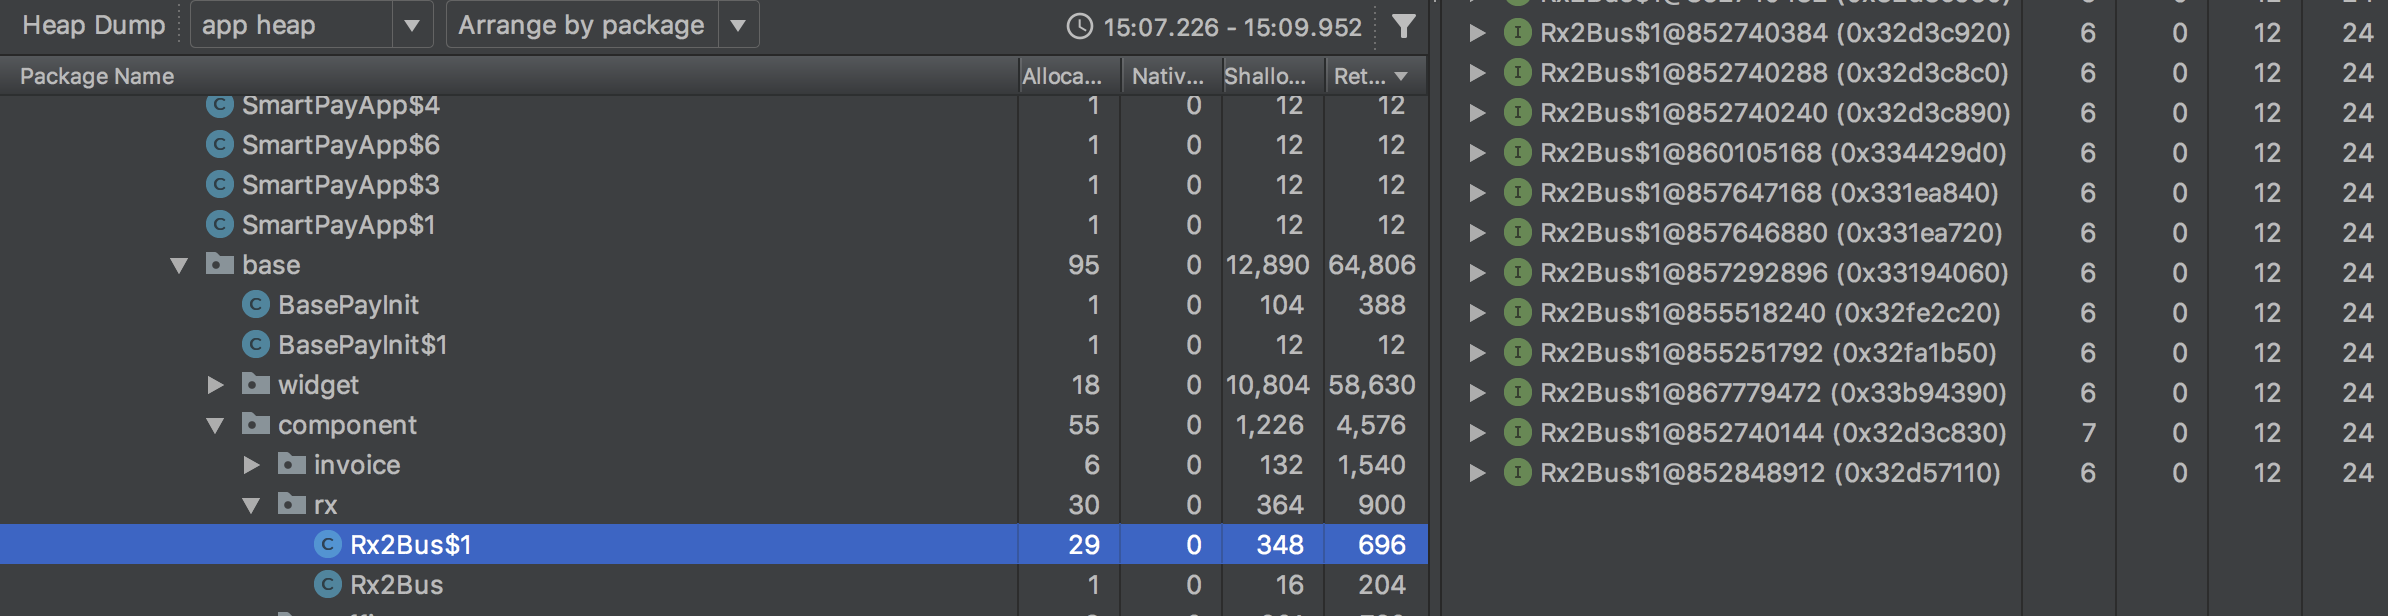 Heap Dump app heap Arrange by package 15:07.226 - 15:09.952
Package Name Alloca... Nativ... Shallo... Ret...
SmartPayApp$4 1 0 12 12
SmartPayApp$6 1 0 12 12
SmartPayApp$3 1 0 12 12
SmartPayApp$1 1 0 12 12
base 95 0 12,890 64,806
BasePayInit 1 0 104 388
BasePayInit$1 1 0 12 12
widget 18 0 10,804 58,630
component 55 0 1,226 4,576
invoice 6 0 132 1,540
rx 30 0 364 900
Rx2Bus$1 29 0 348 696
Rx2Bus 1 0 16 204
Rx2Bus$1@852740384 (0x32d3c920) 6 0 12 24
Rx2Bus$1@852740288 (0x32d3c8c0) 6 0 12 24
Rx2Bus$1@852740240 (0x32d3c890) 6 0 12 24
Rx2Bus$1@860105168 (0x334429d0) 6 0 12 24
Rx2Bus$1@857647168 (0x331ea840) 6 0 12 24
Rx2Bus$1@857646880 (0x331ea720) 6 0 12 24
Rx2Bus$1@857292896 (0x33194060) 6 0 12 24
Rx2Bus$1@855518240 (0x32fe2c20) 6 0 12 24
Rx2Bus$1@855251792 (0x32fa1b50) 6 0 12 24
Rx2Bus$1@867779472 (0x33b94390) 6 0 12 24
Rx2Bus$1@852740144 (0x32d3c830) 7 0 12 24
Rx2Bus$1@852848912 (0x32d57110) 6 0 12 24